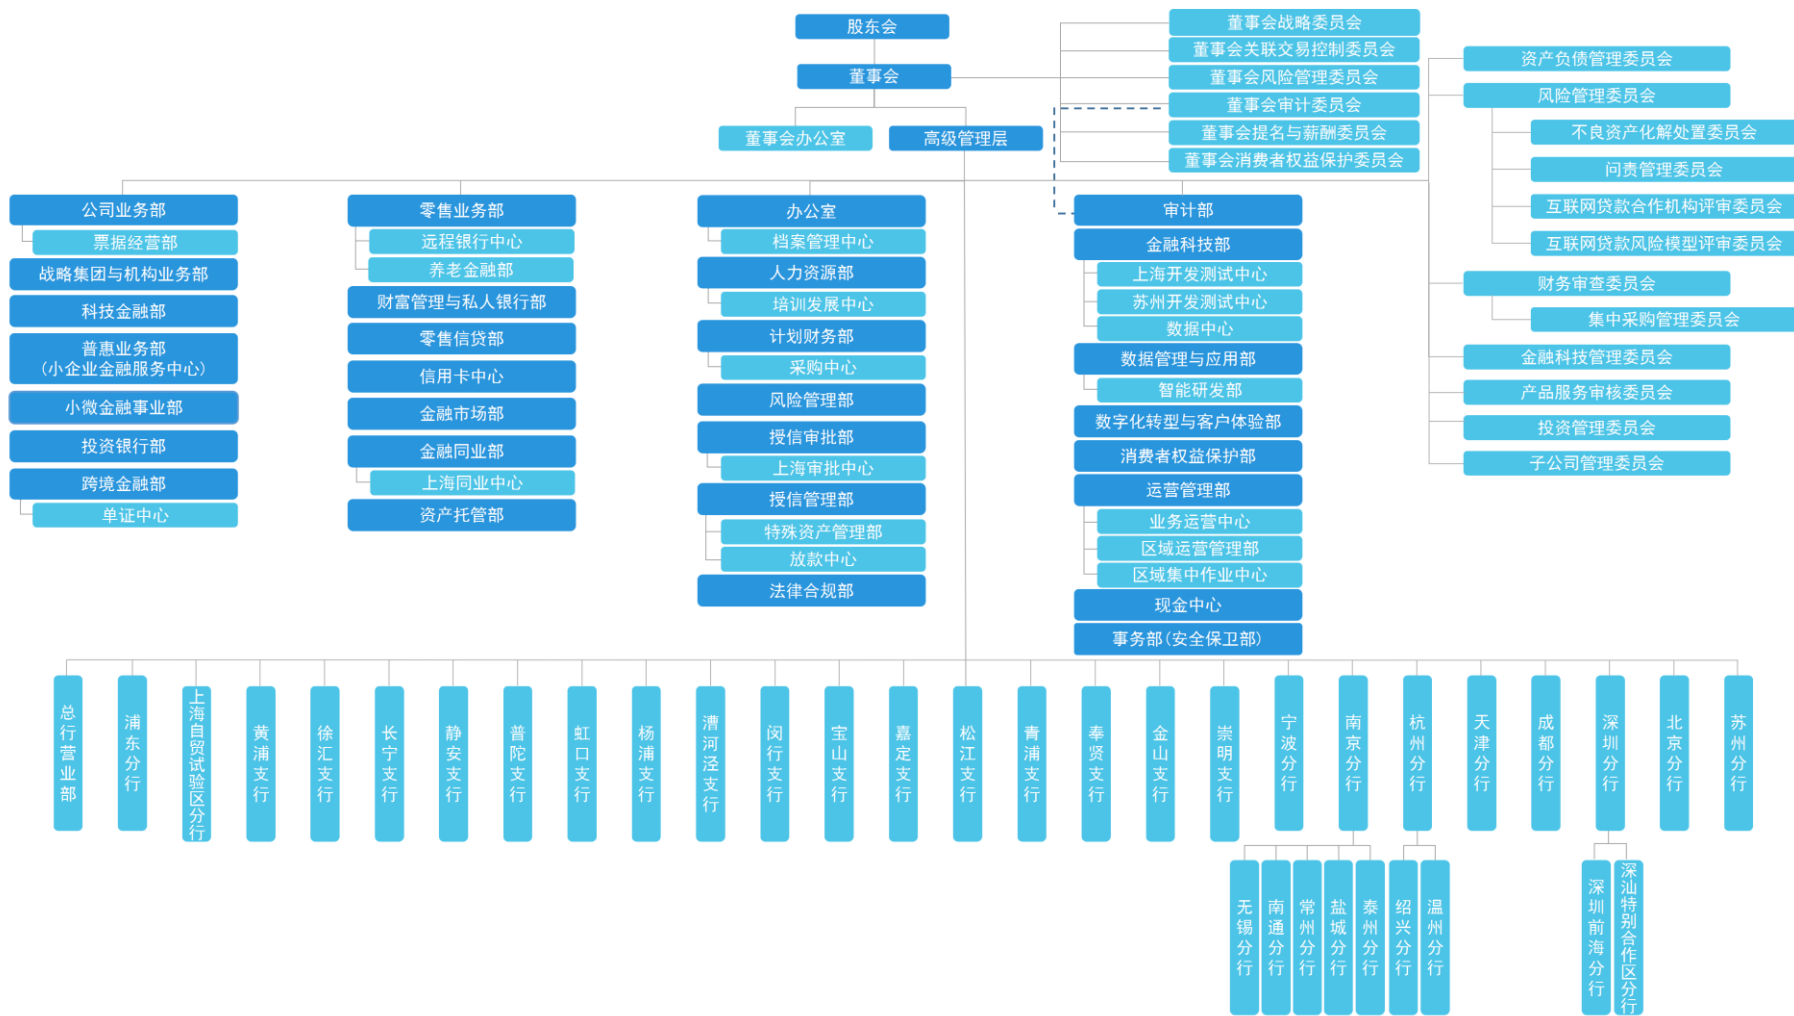 股东会
董事会
董事会办公室
高级管理层
董事会战略委员会
董事会关联交易控制委员会
董事会风险管理委员会
董事会审计委员会
董事会提名与薪酬委员会
董事会消费者权益保护委员会
资产负债管理委员会
风险管理委员会
不良资产化解处置委员会
问责管理委员会
互联网贷款合作机构评审委员会
互联网贷款风险模型评审委员会
财务审查委员会
集中采购管理委员会
金融科技管理委员会
产品服务审核委员会
投资管理委员会
子公司管理委员会
公司业务部
票据经营部
战略集团与机构业务部
科技金融部
普惠业务部
（小企业金融服务中心）
小微金融事业部
投资银行部
跨境金融部
单证中心
零售业务部
远程银行中心
养老金融部
财富管理与私人银行部
零售信贷部
信用卡中心
金融市场部
金融同业部
上海同业中心
资产托管部
办公室
档案管理中心
人力资源部
培训发展中心
计划财务部
采购中心
风险管理部
授信审批部
上海审批中心
授信管理部
特殊资产管理部
放款中心
法律合规部
审计部
金融科技部
上海开发测试中心
苏州开发测试中心
数据中心
数据管理与应用部
智能研发部
数字化转型与客户体验部
消费者权益保护部
运营管理部
业务运营中心
区域运营管理部
区域集中作业中心
现金中心
事务部（安全保卫部）
总行营业部
浦东分行
上海自贸试验区分行
黄浦支行
徐汇支行
长宁支行
静安支行
普陀支行
虹口支行
杨浦支行
漕河泾支行
闵行支行
宝山支行
嘉定支行
松江支行
青浦支行
奉贤支行
金山支行
崇明支行
宁波分行
南京分行
杭州分行
天津分行
成都分行
深圳分行
北京分行
苏州分行
无锡分行
南通分行
常州分行
盐城分行
泰州分行
绍兴分行
温州分行
深圳前海分行
深汕特别合作区分行